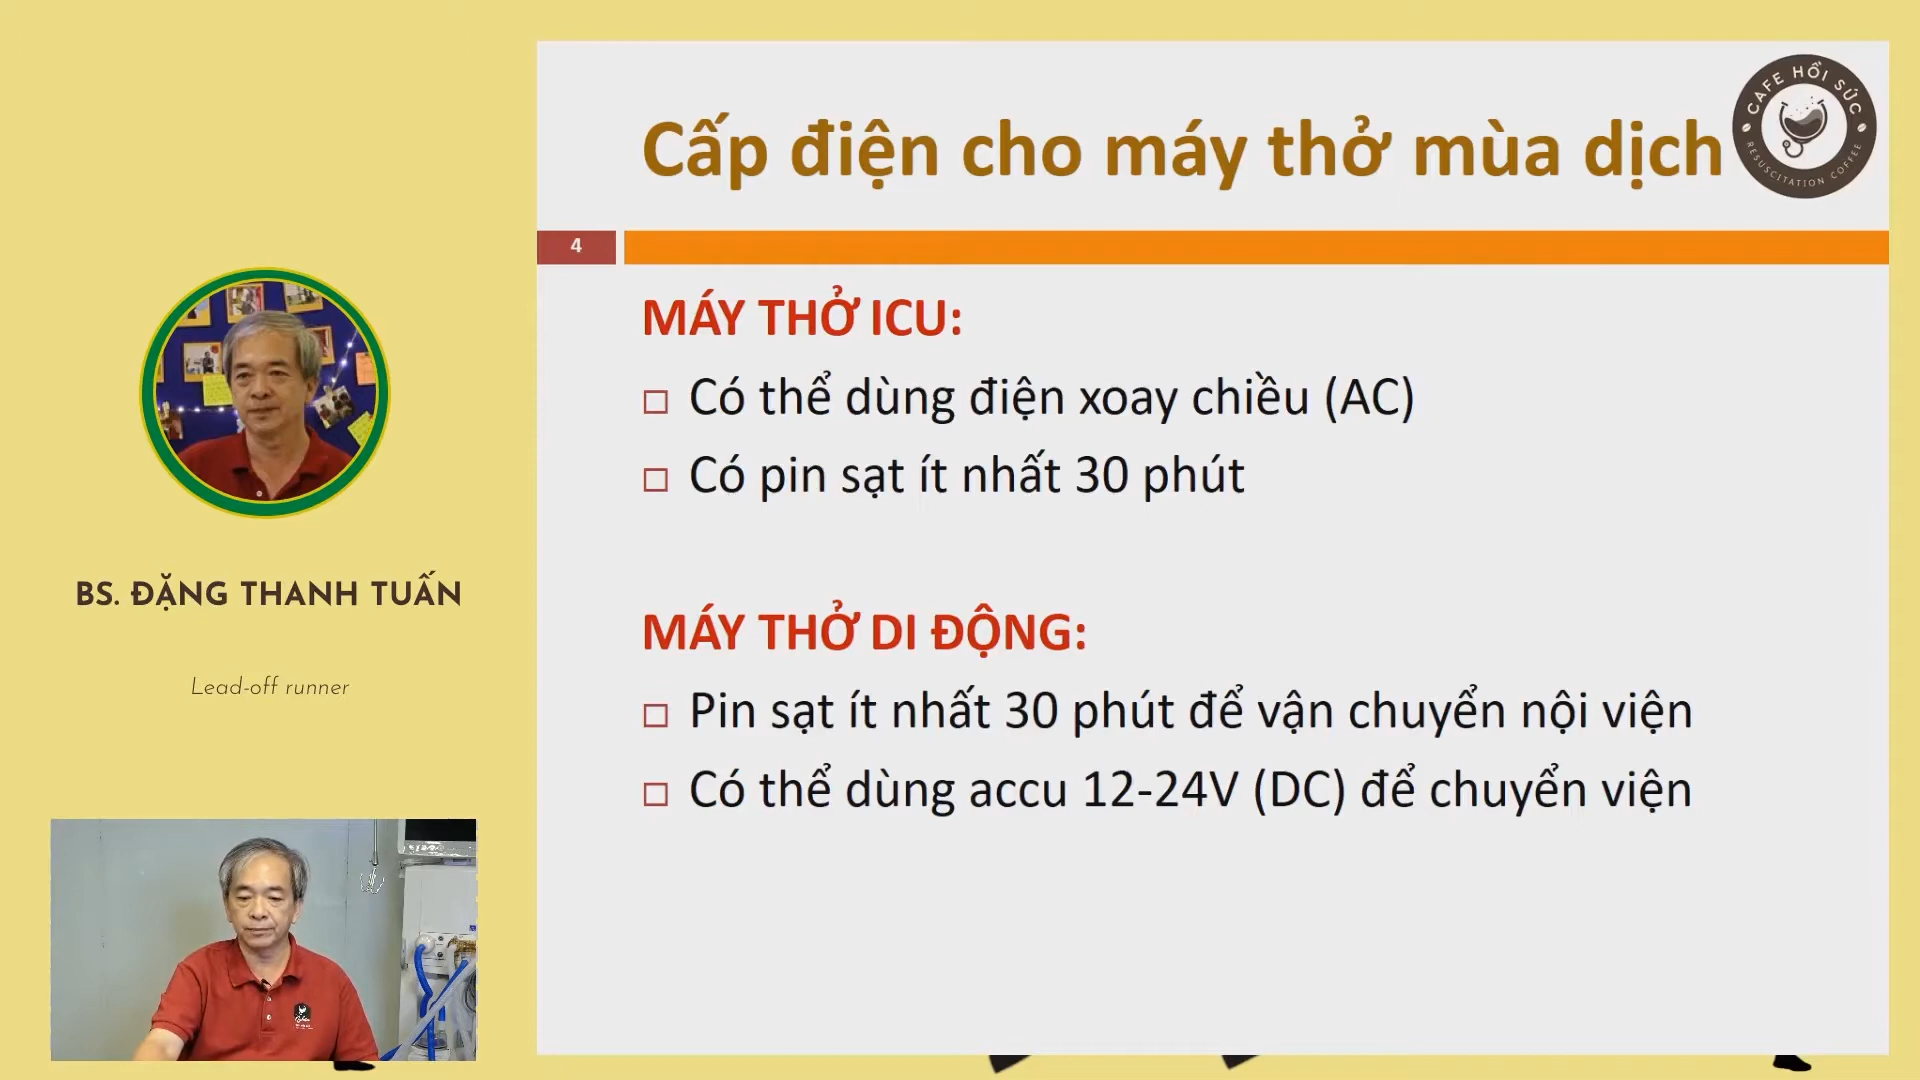 Cấp điện cho máy thở mùa dịch
CAFE HỒI SỨC
RESUSCITATION COFFEE
4
MÁY THỞ ICU:
Có thể dùng điện xoay chiều (AC)
Có pin sạt ít nhất 30 phút
MÁY THỞ DI ĐỘNG:
Pin sạt ít nhất 30 phút để vận chuyển nội viện
Có thể dùng accu 12-24V (DC) để chuyển viện
BS. ĐẶNG THANH TUẤN
Lead-off runner